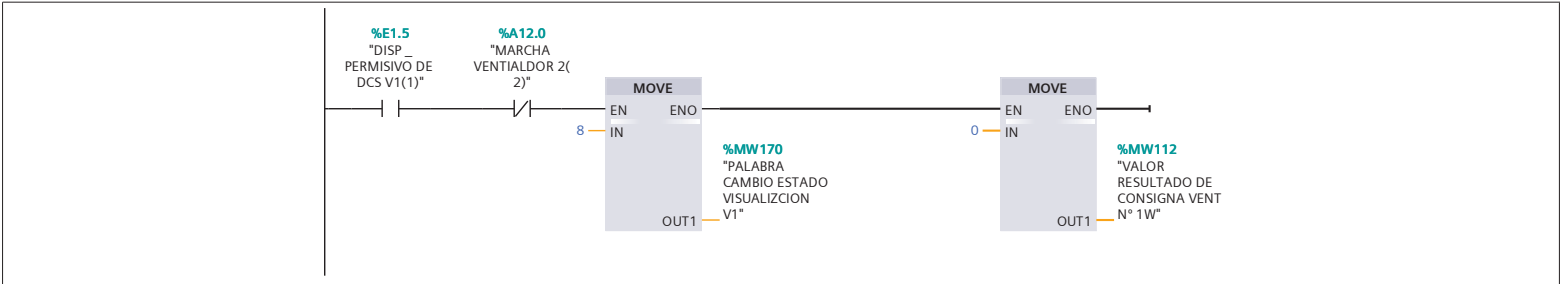 %E1.5
"DISP _
PERMISIVO DE
DCS V1(1)"
%A12.0
"MARCHA
VENTIALDOR 2(
2)"
MOVE
EN ENO
8 IN
%MW170
"PALABRA
CAMBIO ESTADO
VISUALIZCION
V1"
OUT1
MOVE
EN ENO
0 IN
%MW112
"VALOR
RESULTADO DE
CONSIGNA VENT
N° 1W"
OUT1